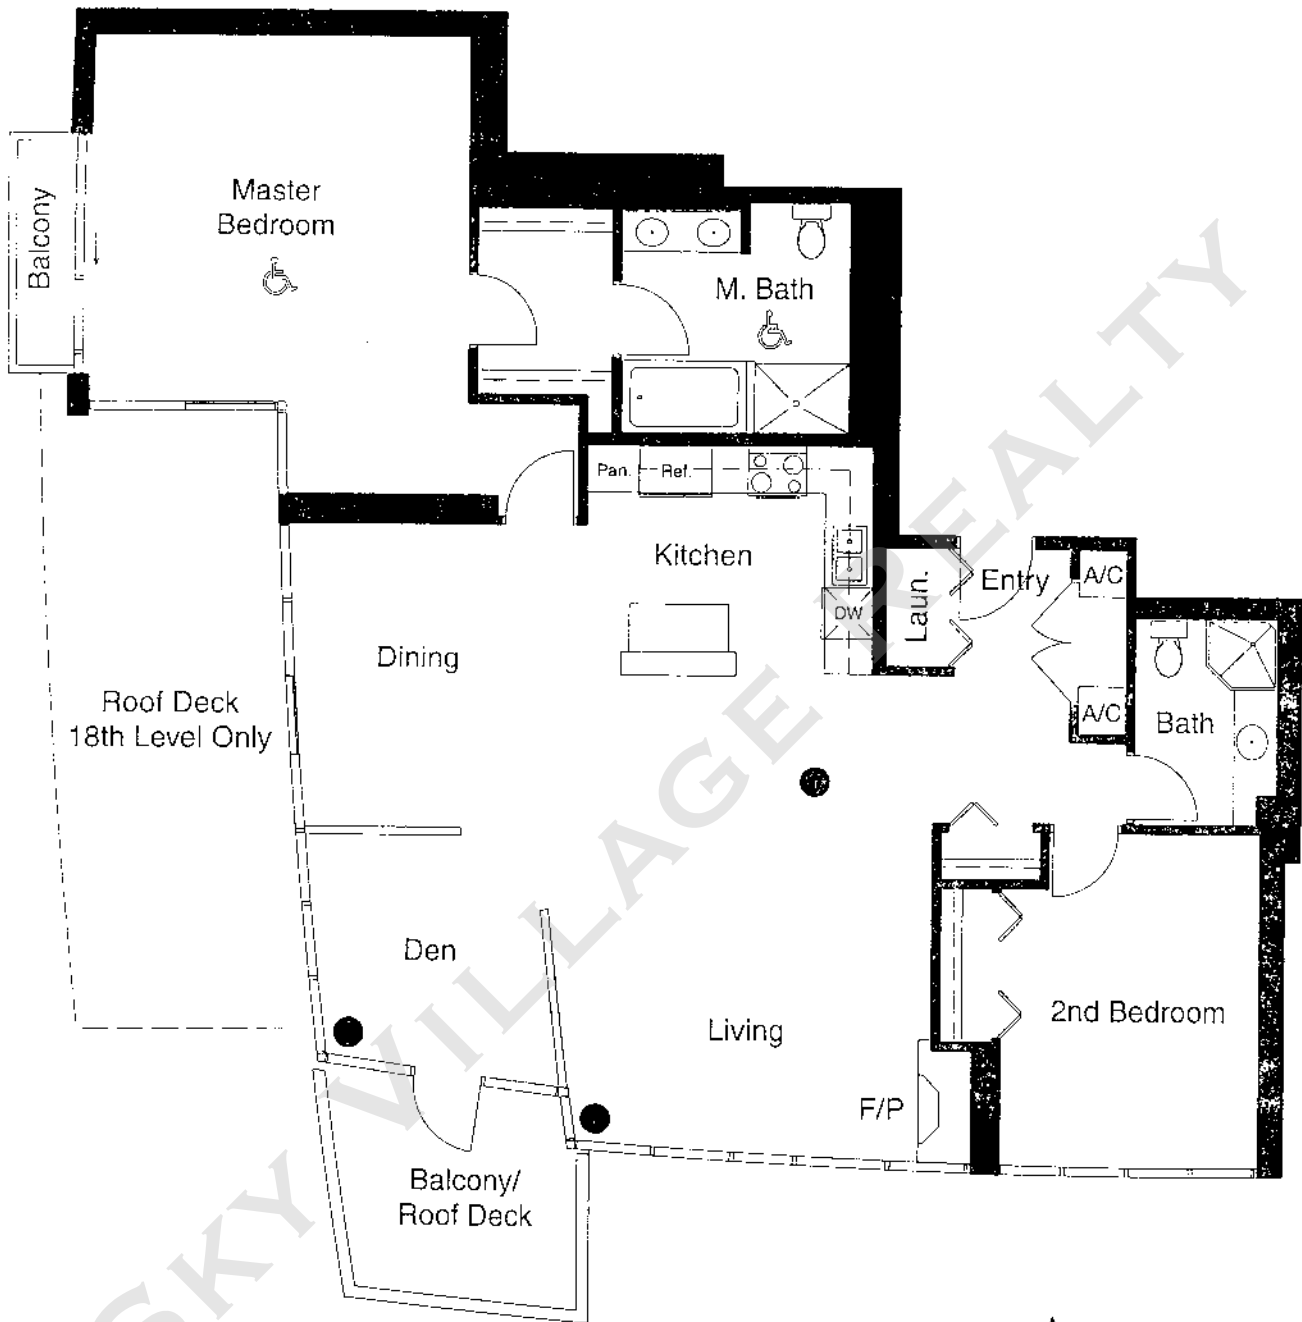 Master
Bedroom
Balcony
M. Bath
Pan.
Ref.
Kitchen
DW
Laun.
Entry
A/C
A/C
Bath
Dining
Roof Deck
18th Level Only
Den
Living
2nd Bedroom
F/P
Balcony/
Roof Deck
SKY VILLAGE REALTY